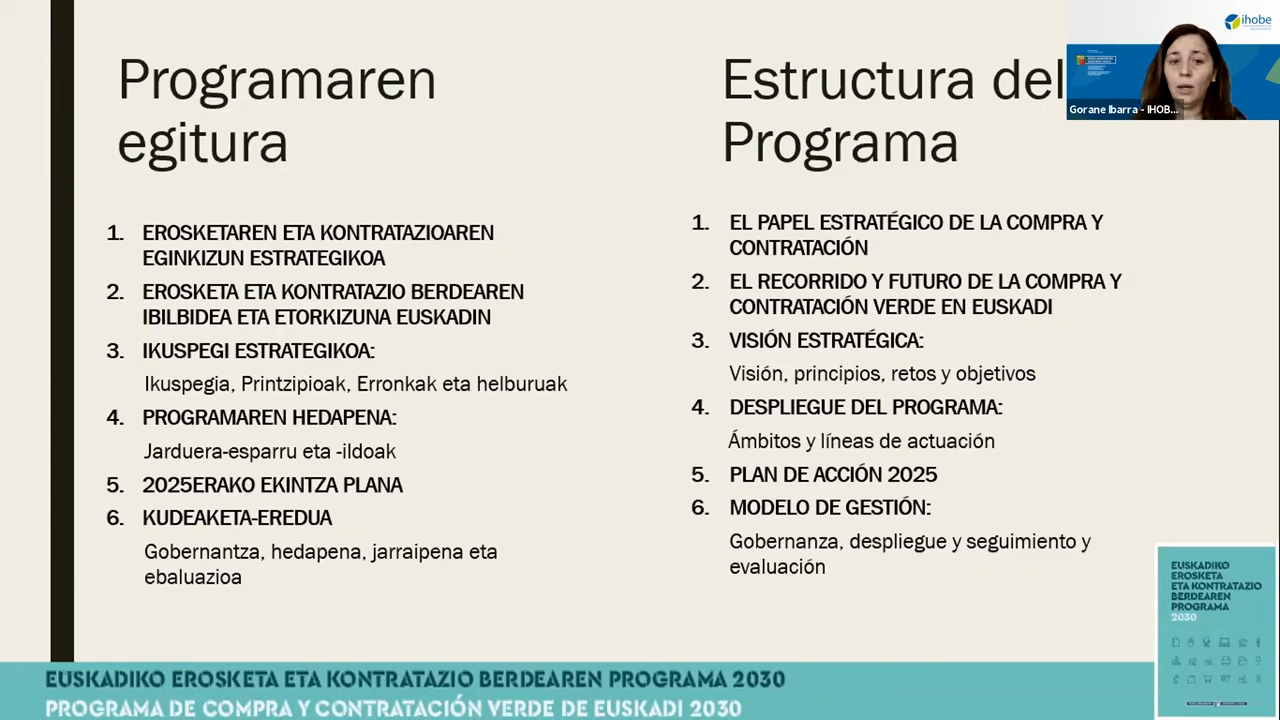 Programaren
egitura
1. EROSKETAREN ETA KONTRATAZIOAREN
EGINKIZUN ESTRATEGIKOA
2. EROSKETA ETA KONTRATAZIO BERDEAREN
IBILBIDEA ETA ETORKIZUNA EUSKADIN
3. IKUSPEGI ESTRATEGIKOA:
Ikuspegia, Printzipioak, Erronkak eta helburuak
4. PROGRAMAREN HEDAPENA:
Jarduera-esparru eta -ildoak
5. 2025ERAKO EKINTZA PLANA
6. KUDEAKETA-EREDUA
Gobernantza, hedapena, jarraipena eta
ebaluazioa
Estructura del
Programa
1. EL PAPEL ESTRATÉGICO DE LA COMPRA Y
CONTRATACIÓN
2. EL RECORRIDO Y FUTURO DE LA COMPRA Y
CONTRATACIÓN VERDE EN EUSKADI
3. VISIÓN ESTRATÉGICA:
Visión, principios, retos y objetivos
4. DESPLIEGUE DEL PROGRAMA:
Ámbitos y líneas de actuación
5. PLAN DE ACCIÓN 2025
6. MODELO DE GESTIÓN:
Gobernanza, despliegue y seguimiento y
evaluación
ihobe
Gorane Ibarra - IHOB...
EUSKADIKO
EROSKETA
ETA KONTRATAZIO
BERDEAREN
PROGRAMA
2030
EUSKADIKO EROSKETA ETA KONTRATAZIO BERDEAREN PROGRAMA 2030
PROGRAMA DE COMPRA Y CONTRATACIÓN VERDE DE EUSKADI 2030